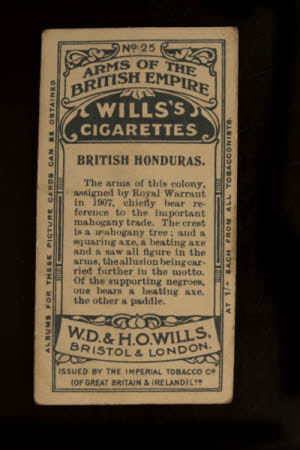 No. 25
ARMS OF THE
BRITISH EMPIRE
WILLS'S
CIGARETTES
BRITISH HONDURAS.
The arms of this colony,
assigned by Royal Warrant
in 1907, chiefly bear re-
ference to the important
mahogany trade. The crest
is a mahogany tree; and a
squaring axe, a beating axe
and a saw all figure in the
arms, the allusion being car-
ried further in the motto.
Of the supporting negroes,
one bears a beating axe,
the other a paddle.
W.D. & H.O. WILLS,
BRISTOL & LONDON.
ISSUED BY THE IMPERIAL TOBACCO Co
(OF GREAT BRITAIN & IRELAND) LTD
ALBUMS FOR THESE PICTURE CARDS CAN BE OBTAINED
AT 1/- EACH FROM ALL TOBACCONISTS.